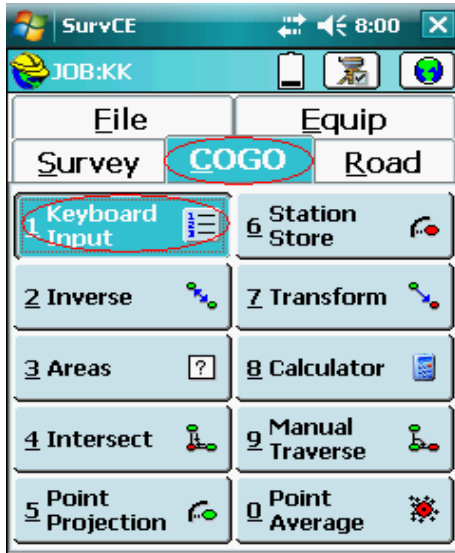 SurvCE 8:00
JOB:KK
File Equip
Survey COGO Road
1 Keyboard Input
6 Station Store
2 Inverse
7 Transform
3 Areas ?
8 Calculator
4 Intersect
9 Manual Traverse
5 Point Projection
0 Point Average